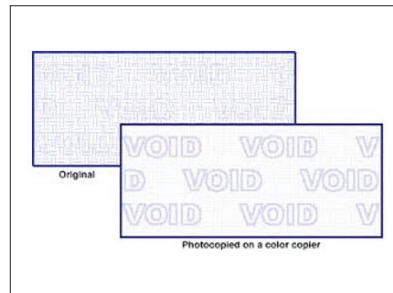 Original
VOID VOID V
D VOID VOID
VOID VOID V
Photocopied on a color copier